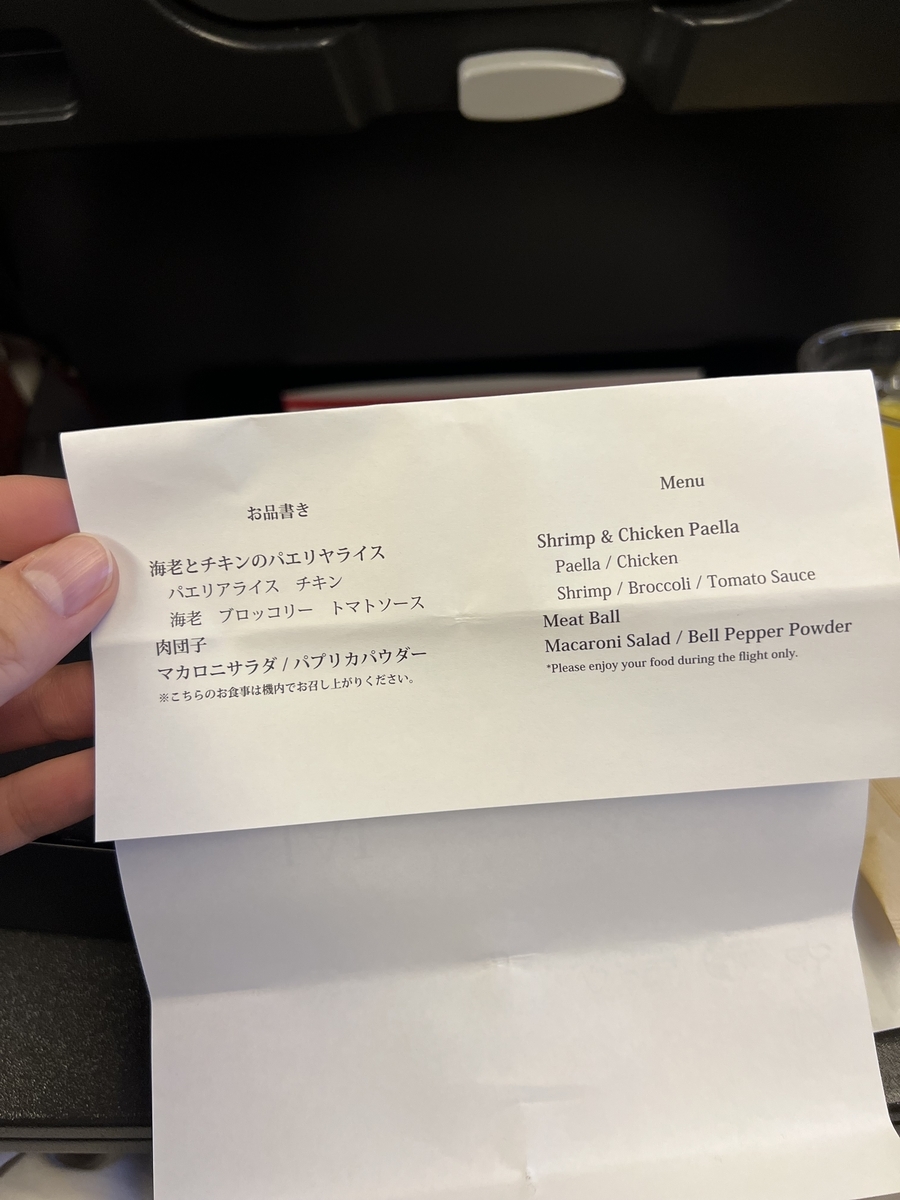 お品書き
海老とチキンのパエリヤライス
パエリアライス　チキン
海老　ブロッコリー　トマトソース
肉団子
マカロニサラダ / パプリカパウダー
※こちらのお食事は機内でお召し上がりください。
Menu
Shrimp & Chicken Paella
Paella / Chicken
Shrimp / Broccoli / Tomato Sauce
Meat Ball
Macaroni Salad / Bell Pepper Powder
*Please enjoy your food during the flight only.